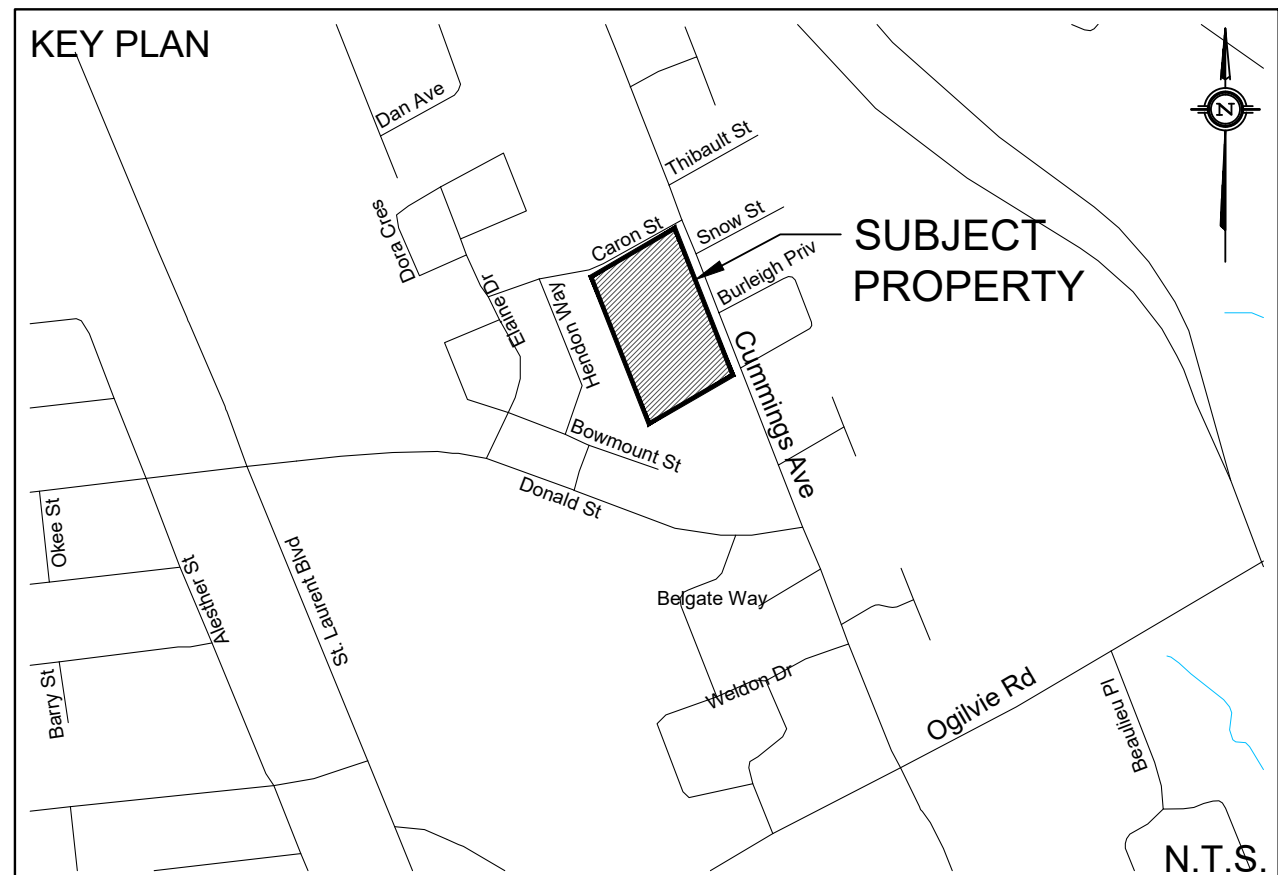 KEY PLAN
Dan Ave
N
Thibault St
Dora Cres
Caron St
Snow St
SUBJECT
PROPERTY
Burleigh Priv
Elaine Dr
Hendon Way
Cummings Ave
Bowmount St
Donald St
Okee St
Alesther St
St. Laurent Blvd
Belgate Way
Barry St
Weldon Dr
Ogilvie Rd
Beaulieu Pl
N.T.S.